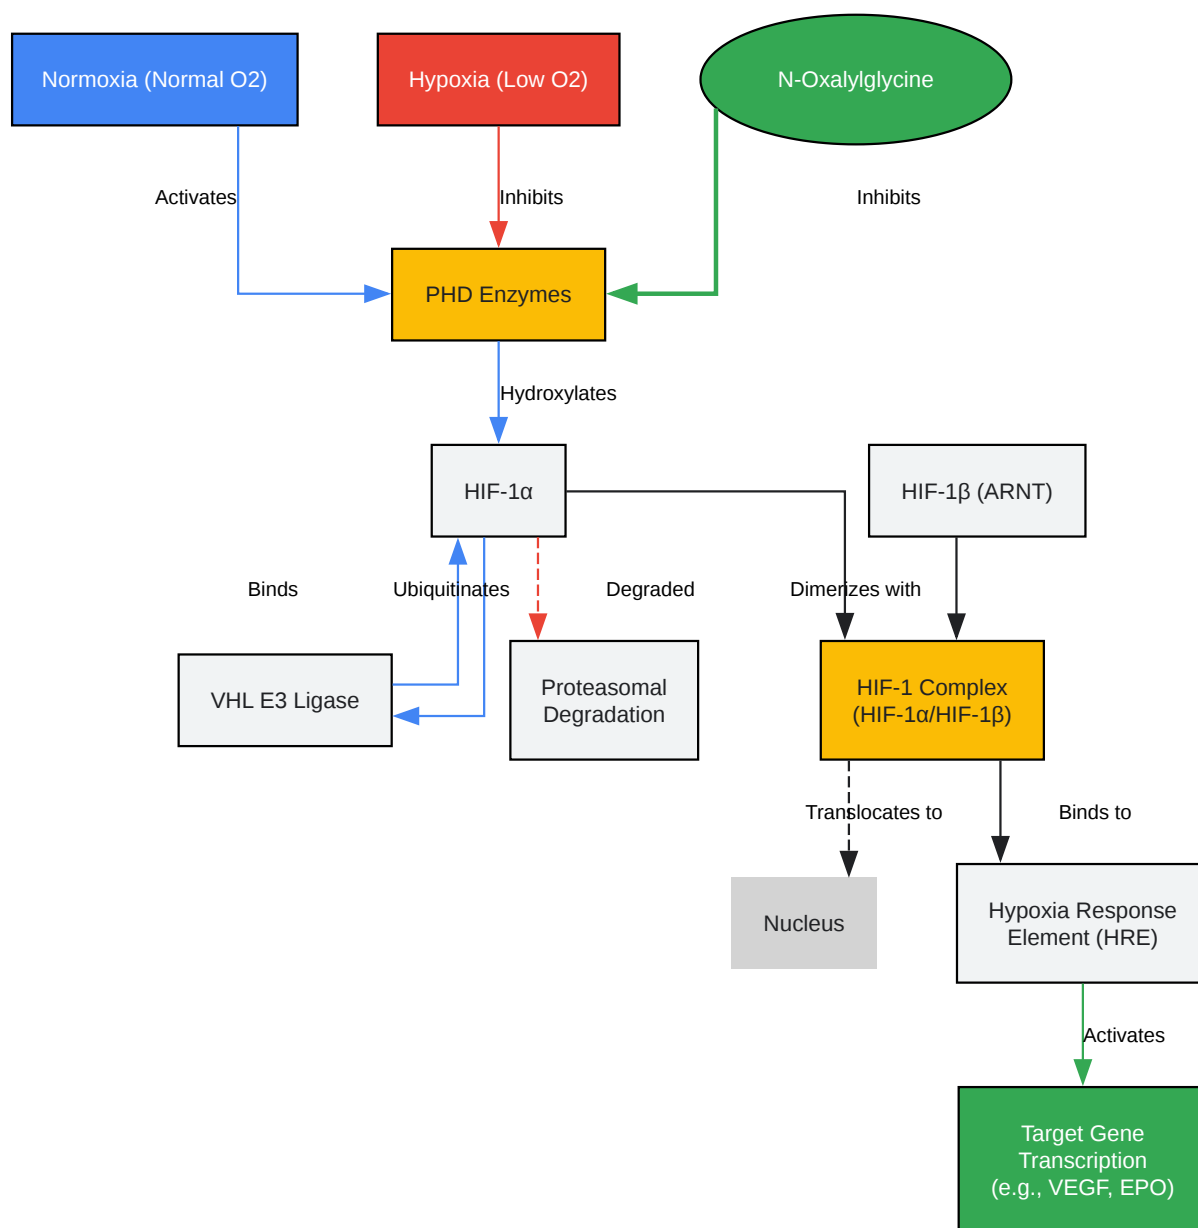 Normoxia (Normal O2)
Hypoxia (Low O2)
N-Oxalylglycine
Activates
Inhibits
Inhibits
PHD Enzymes
Hydroxylates
HIF-1α
HIF-1β (ARNT)
Binds
Ubiquitinates
Degraded
Dimerizes with
VHL E3 Ligase
Proteasomal
Degradation
HIF-1 Complex
(HIF-1α/HIF-1β)
Translocates to
Binds to
Nucleus
Hypoxia Response
Element (HRE)
Activates
Target Gene
Transcription
(e.g., VEGF, EPO)